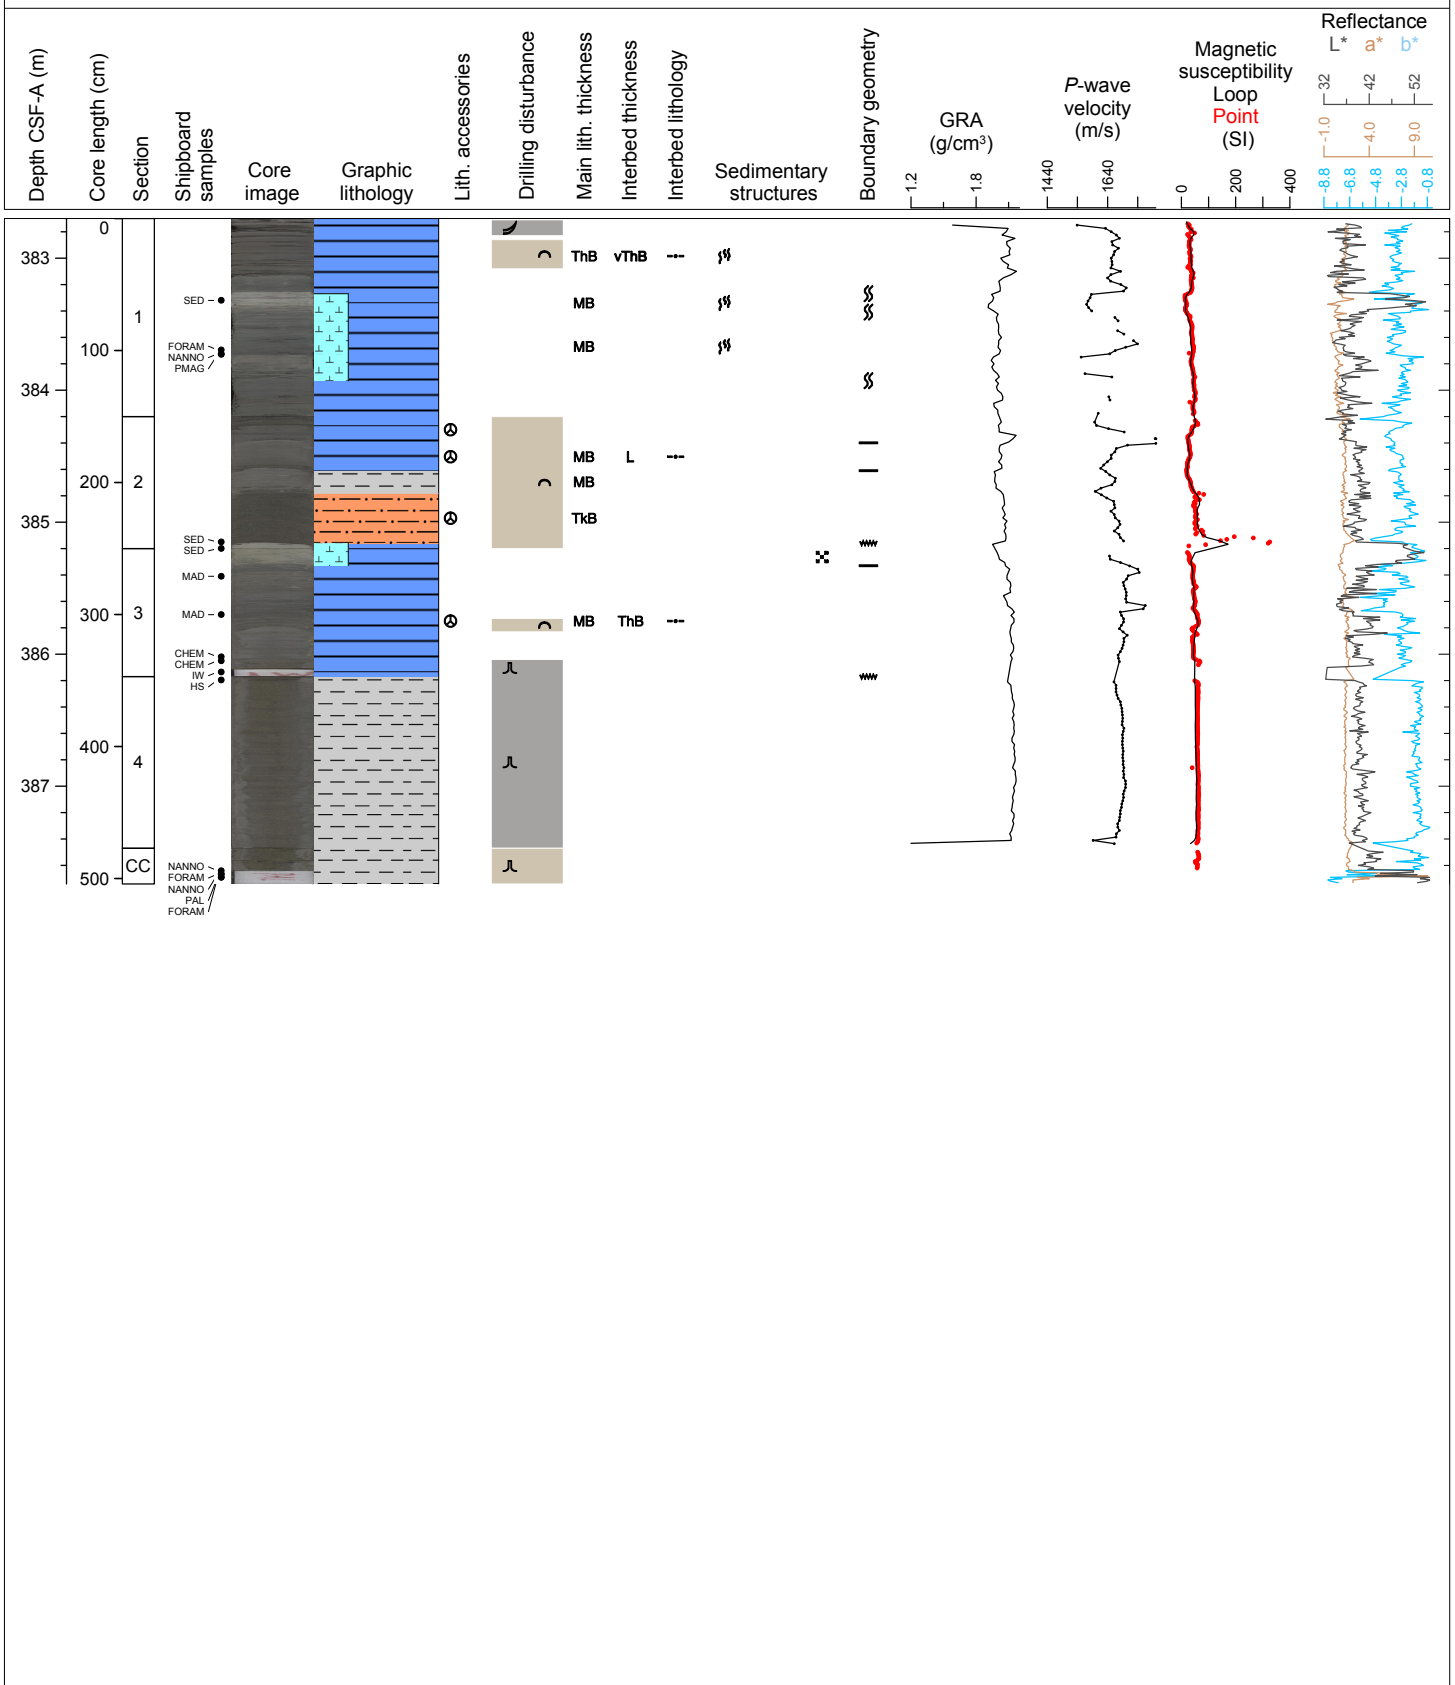 Depth CSF-A (m)
Core length (cm)
Section
Shipboard
samples
Core
image
Graphic
lithology
Lith. accessories
Drilling disturbance
Main lith. thickness
Interbed thickness
Interbed lithology
Sedimentary
structures
Boundary geometry
GRA
(g/cm³)
1.2 1.8
P-wave
velocity
(m/s)
1440 1640
Magnetic
susceptibility
Loop
Point
(SI)
0 200 400
Reflectance
L* a* b*
32 42 52
-1.0 4.0 9.0
-8.8 -6.8 -4.8 -2.8 -0.8
0
383 ThB vThB
SED MB
1
FORAM MB
100 NANNO
PMAG
384
MB L
200 2 MB
385 TkB
SED
SED
MAD
300 3 MAD MB ThB
386 CHEM
CHEM
IW
HS
400
4
387
CC NANNO
500 FORAM
NANNO
PAL
FORAM